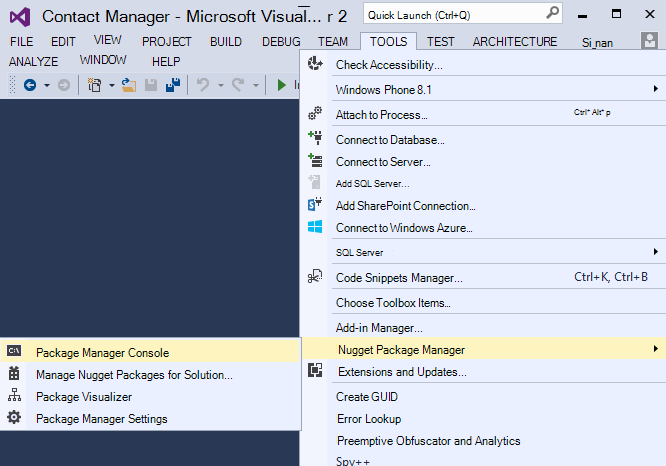 Contact Manager - Microsoft Visual... r 2
Quick Launch (Ctrl+Q)
FILE EDIT VIEW PROJECT BUILD DEBUG TEAM TOOLS TEST ARCHITECTURE Si_nan
ANALYZE WINDOW HELP
Check Accessibility...
Windows Phone 8.1
Attach to Process... Ctrl* Alt* p
Connect to Database...
Connect to Server...
Add SQL Server...
Add SharePoint Connection...
Connect to Windows Azure...
SQL Server
Code Snippets Manager... Ctrl+K, Ctrl+B
Choose Toolbox Items...
Add-in Manager...
Nugget Package Manager
Extensions and Updates...
Create GUID
Error Lookup
Preemptive Obfuscator and Analytics
Spy++
C:\
Package Manager Console
Manage Nugget Packages for Solution...
Package Visualizer
Package Manager Settings